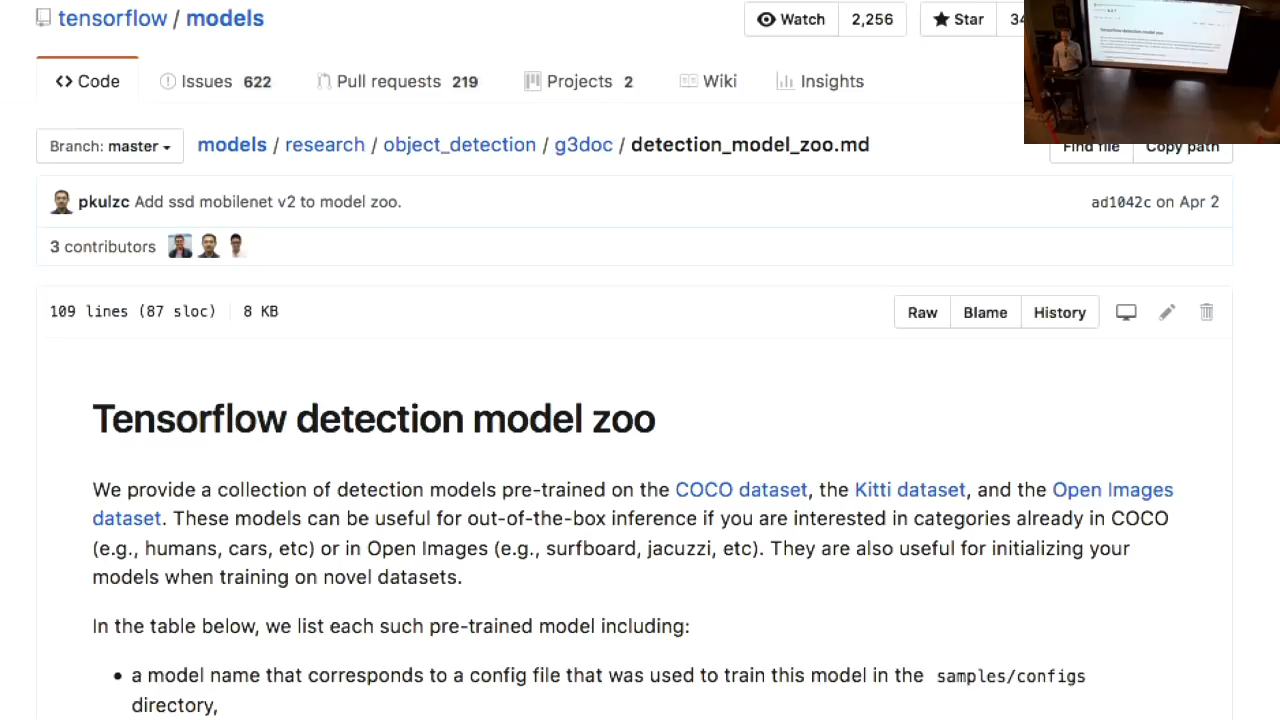 tensorflow / models
Watch 2,256 Star
Code Issues 622 Pull requests 219 Projects 2 Wiki Insights
Branch: master models / research / object_detection / g3doc / detection_model_zoo.md Find file Copy path
pkulzc Add ssd mobilenet v2 to model zoo. ad1042c on Apr 2
3 contributors
109 lines (87 sloc) 8 KB Raw Blame History
Tensorflow detection model zoo
We provide a collection of detection models pre-trained on the COCO dataset, the Kitti dataset, and the Open Images
dataset. These models can be useful for out-of-the-box inference if you are interested in categories already in COCO
(e.g., humans, cars, etc) or in Open Images (e.g., surfboard, jacuzzi, etc). They are also useful for initializing your
models when training on novel datasets.
In the table below, we list each such pre-trained model including:
• a model name that corresponds to a config file that was used to train this model in the samples/configs
directory,
Tensorflow detection model zoo